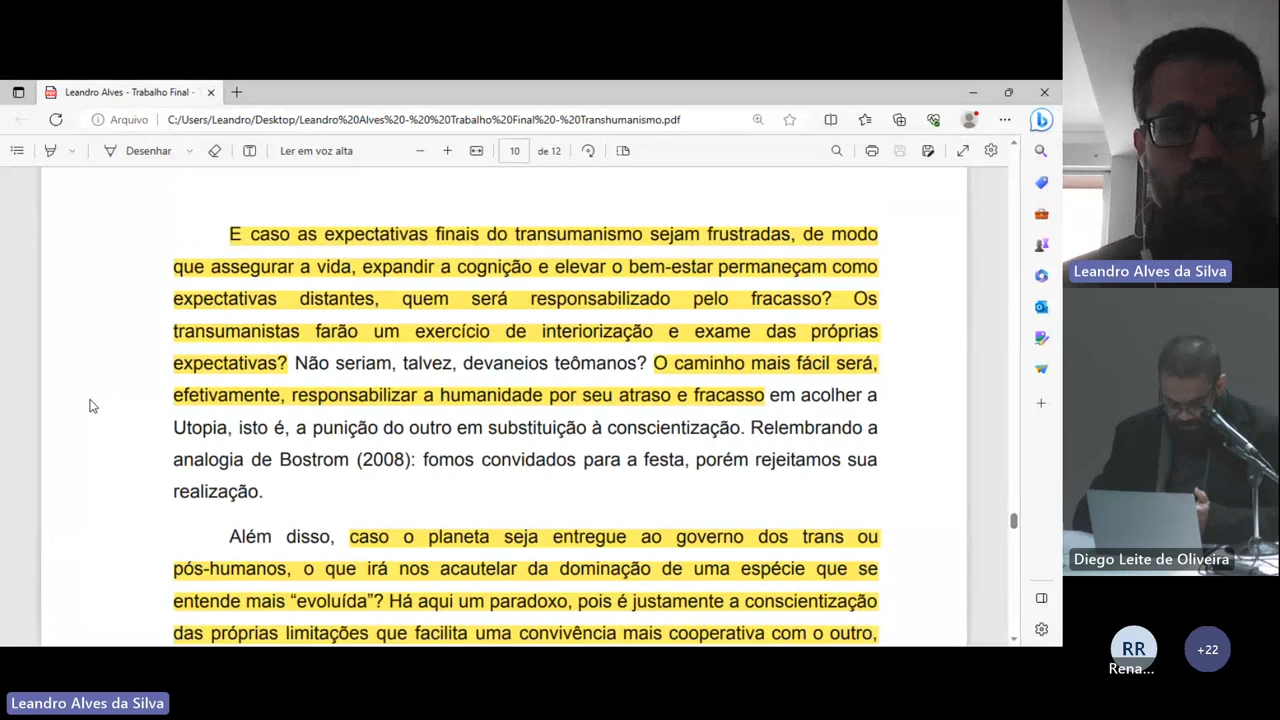 Leandro Alves - Trabalho Final -
Arquivo
C:/Users/Leandro/Desktop/Leandro%20Alves%20-%20%20Trabalho%20Final%20-%20Transhumanismo.pdf
Desenhar
Ler em voz alta
10
de 12
E caso as expectativas finais do transumanismo sejam frustradas, de modo
que assegurar a vida, expandir a cognição e elevar o bem-estar permaneçam como
expectativas distantes, quem será responsabilizado pelo fracasso? Os
transumanistas farão um exercício de interiorização e exame das próprias
expectativas? Não seriam, talvez, devaneios teômanos? O caminho mais fácil será,
efetivamente, responsabilizar a humanidade por seu atraso e fracasso em acolher a
Utopia, isto é, a punição do outro em substituição à conscientização. Relembrando a
analogia de Bostrom (2008): fomos convidados para a festa, porém rejeitamos sua
realização.
Além disso, caso o planeta seja entregue ao governo dos trans ou
pós-humanos, o que irá nos acautelar da dominação de uma espécie que se
entende mais “evoluída”? Há aqui um paradoxo, pois é justamente a conscientização
das próprias limitações que facilita uma convivência mais cooperativa com o outro,
Leandro Alves da Silva
Diego Leite de Oliveira
RR
Rena...
+22
Leandro Alves da Silva